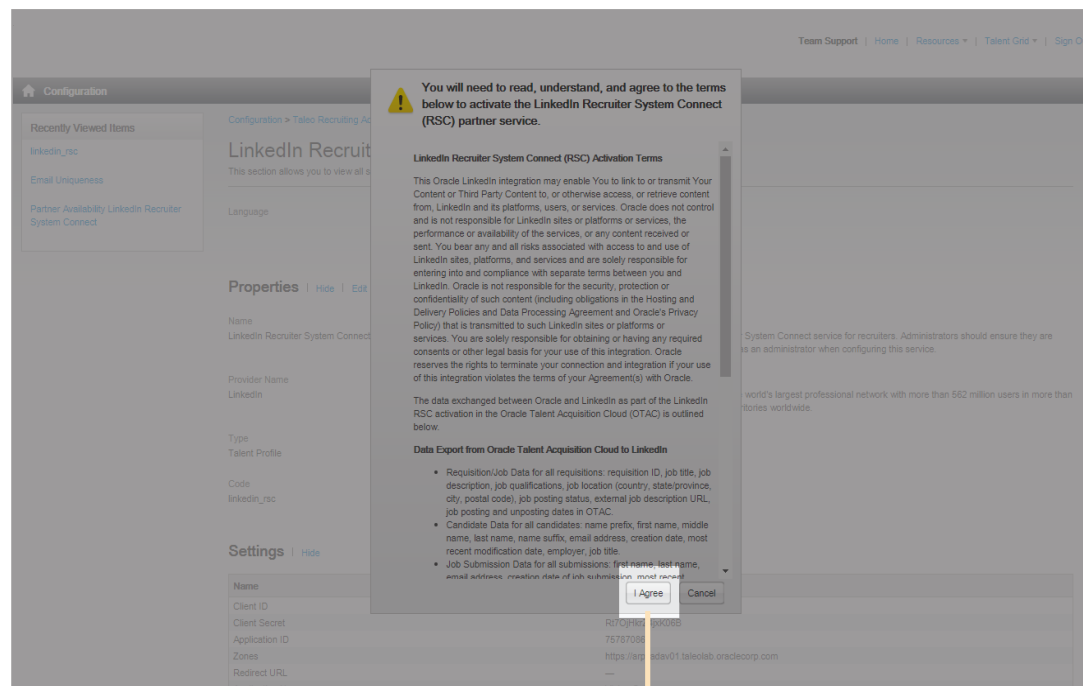 Team Support | Home | Resources | Talent Grid | Sign O
Configuration
Recently Viewed Items
linkedin_rsc
Email Uniqueness
Partner Availability LinkedIn Recruiter
System Connect
Configuration » Taleo Recruiting Ac
LinkedIn Recruit
This section allows you to view all s
Language
Properties | Hide | Edit
Name
LinkedIn Recruiter System Connect
System Connect service for recruiters. Administrators should ensure they are
as an administrator when configuring this service.
Provider Name
LinkedIn
world's largest professional network with more than 562 million users in more than
ritories worldwide.
Type
Talent Profile
Code
linkedin_rsc
Settings | Hide
Name
Client ID
Client Secret
Application ID
Zones
Redirect URL
—
You will need to read, understand, and agree to the terms
below to activate the LinkedIn Recruiter System Connect
(RSC) partner service.
LinkedIn Recruiter System Connect (RSC) Activation Terms
This Oracle LinkedIn integration may enable You to link to or transmit Your
Content or Third Party Content to, or otherwise access, or retrieve content
from, LinkedIn and its platforms, users, or services. Oracle does not control
and is not responsible for LinkedIn sites or platforms or services, the
performance or availability of the services, or any content received or
sent. You bear any and all risks associated with access to and use of
LinkedIn sites, platforms, and services and are solely responsible for
entering into and compliance with separate terms between you and
LinkedIn. Oracle is not responsible for the security, protection or
confidentiality of such content (including obligations in the Hosting and
Delivery Policies and Data Processing Agreement and Oracle's Privacy
Policy) that is transmitted to such LinkedIn sites or platforms or
services. You are solely responsible for obtaining or having any required
consents or other legal basis for your use of this integration. Oracle
reserves the rights to terminate your connection and integration if your use
of this integration violates the terms of your Agreement(s) with Oracle.
The data exchanged between Oracle and LinkedIn as part of the LinkedIn
RSC activation in the Oracle Talent Acquisition Cloud (OTAC) is outlined
below.
Data Export from Oracle Talent Acquisition Cloud to LinkedIn
• Requisition/Job Data for all requisitions: requisition ID, job title, job
description, job qualifications, job location (country, state/province,
city, postal code), job posting status, external job description URL,
job posting and unposting dates in OTAC.
• Candidate Data for all candidates: name prefix, first name, middle
name, last name, name suffix, email address, creation date, most
recent modification date, employer, job title.
• Job Submission Data for all submissions: first name, last name,
email address, creation date of job submission, most recent
I Agree Cancel